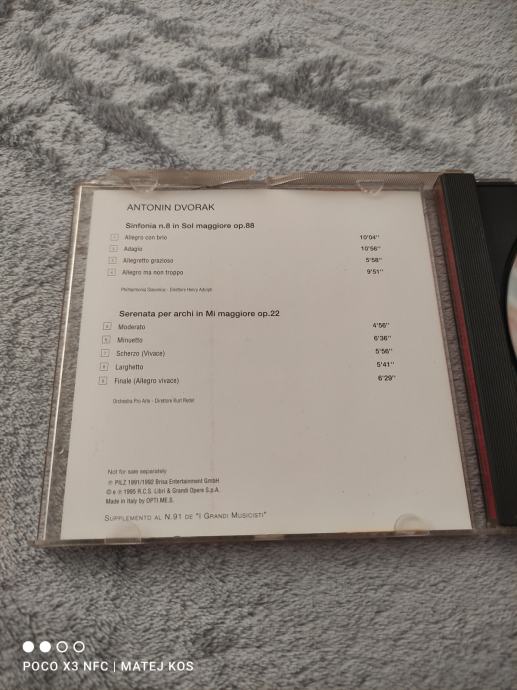 ANTONIN DVORAK
Sinfonia n.8 in Sol maggiore op.88
1 Allegro con brio 10'04"
2 Adagio 10'56"
3 Allegretto grazioso 5'58"
4 Allegro ma non troppo 9'51"
Philharmonia Slavonica - Direttore Henry Adolph
Serenata per archi in Mi maggiore op.22
5 Moderato 4'56"
6 Minuetto 6'36"
7 Scherzo (Vivace) 5'56"
8 Larghetto 5'41"
9 Finale (Allegro vivace) 6'29"
Orchestra Pro Arte - Direttore Kurt Redel
Not for sale separately
℗ PILZ 1991/1992 Brisa Entertainment GmbH
© e ℗ 1995 R.C.S. Libri & Grandi Opere S.p.A.
Made in Italy by OPTI.ME.S.
SUPPLEMENTO AL N.91 DE "I GRANDI MUSICISTI"
POCO X3 NFC | MATEJ KOS